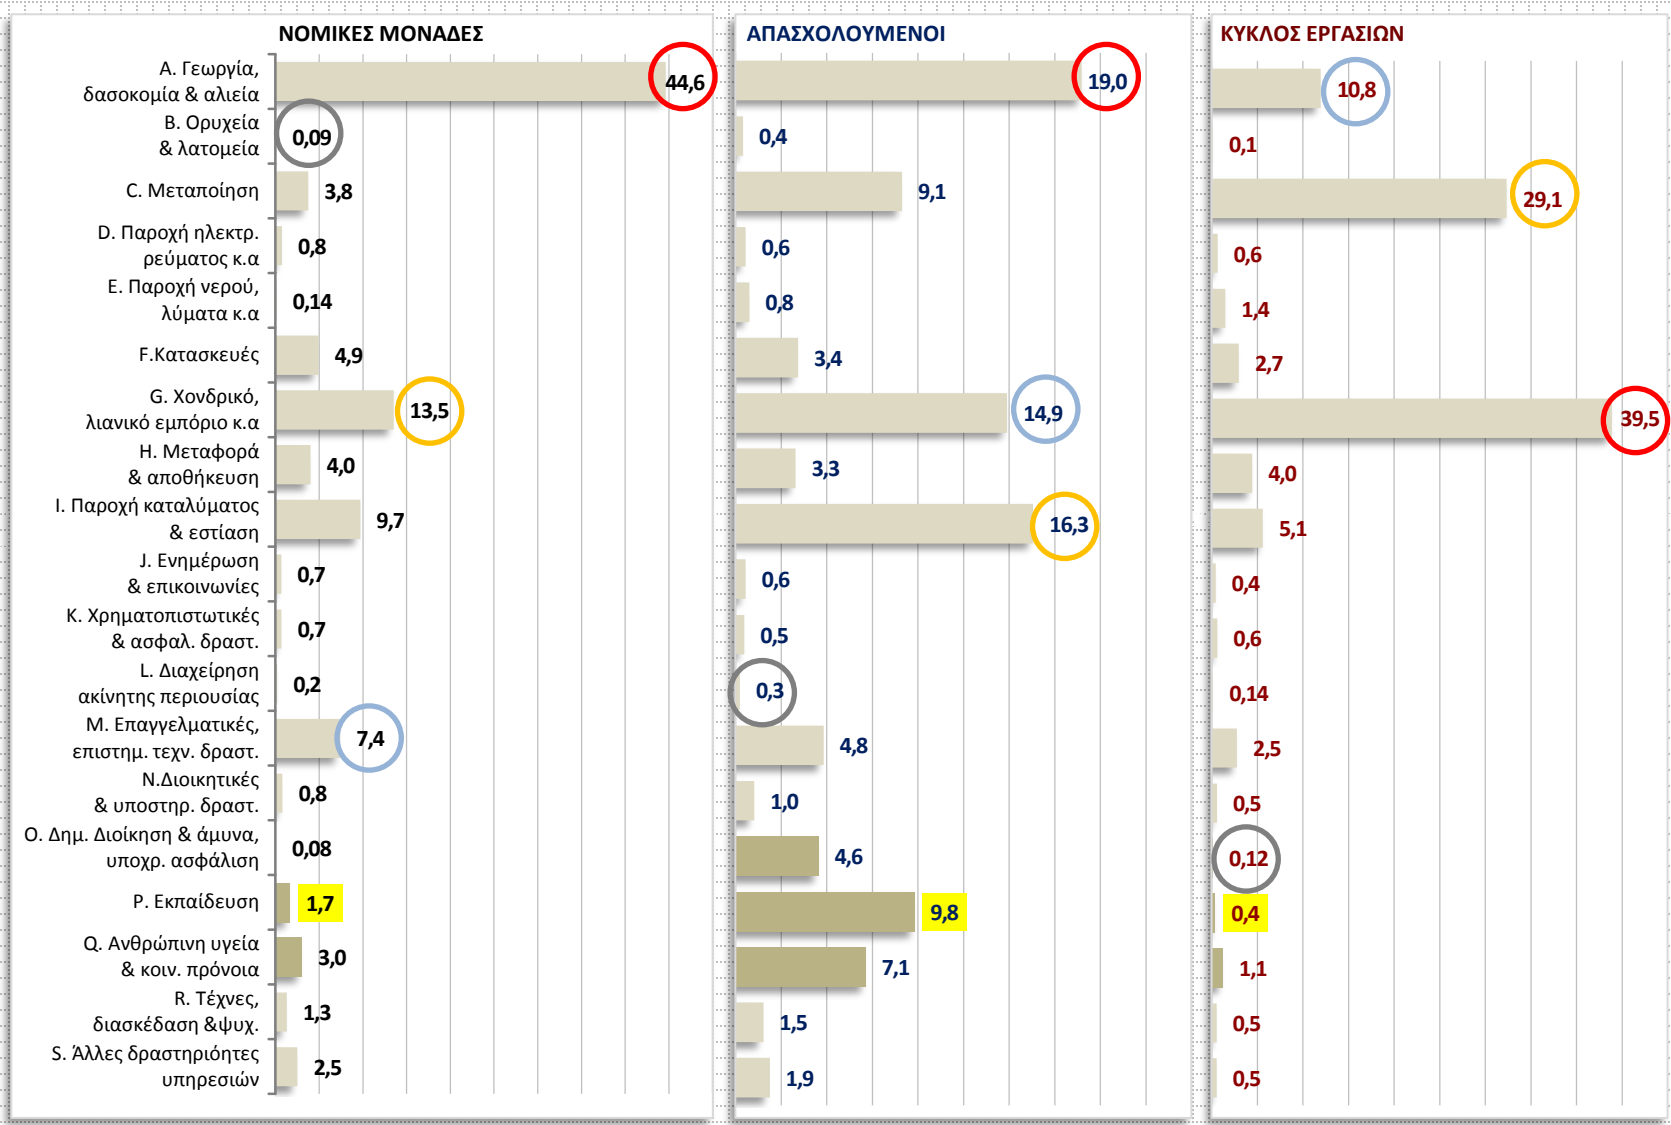 ΝΟΜΙΚΕΣ ΜΟΝΑΔΕΣ
Α. Γεωργία,
δασοκομία & αλιεία
44,6
Β. Ορυχεία
& λατομεία
0,09
C. Μεταποίηση
3,8
D. Παροχή ηλεκτρ.
ρεύματος κ.α
0,8
Ε. Παροχή νερού,
λύματα κ.α
0,14
F.Κατασκευές
4,9
G. Χονδρικό,
λιανικό εμπόριο κ.α
13,5
Η. Μεταφορά
& αποθήκευση
4,0
Ι. Παροχή καταλύματος
& εστίαση
9,7
J. Ενημέρωση
& επικοινωνίες
0,7
Κ. Χρηματοπιστωτικές
& ασφαλ. δραστ.
0,7
L. Διαχείρηση
ακίνητης περιουσίας
0,2
Μ. Επαγγελματικές,
επιστημ. τεχν. δραστ.
7,4
Ν.Διοικητικές
& υποστηρ. δραστ.
0,8
Ο. Δημ. Διοίκηση & άμυνα,
υποχρ. ασφάλιση
0,08
Ρ. Εκπαίδευση
1,7
Q. Ανθρώπινη υγεία
& κοιν. πρόνοια
3,0
R. Τέχνες,
διασκέδαση &ψυχ.
1,3
S. Άλλες δραστηριόητες
υπηρεσιών
2,5
ΑΠΑΣΧΟΛΟΥΜΕΝΟΙ
19,0
0,4
9,1
0,6
0,8
3,4
14,9
3,3
16,3
0,6
0,5
0,3
4,8
1,0
4,6
9,8
7,1
1,5
1,9
ΚΥΚΛΟΣ ΕΡΓΑΣΙΩΝ
10,8
0,1
29,1
0,6
1,4
2,7
39,5
4,0
5,1
0,4
0,6
0,14
2,5
0,5
0,12
0,4
1,1
0,5
0,5